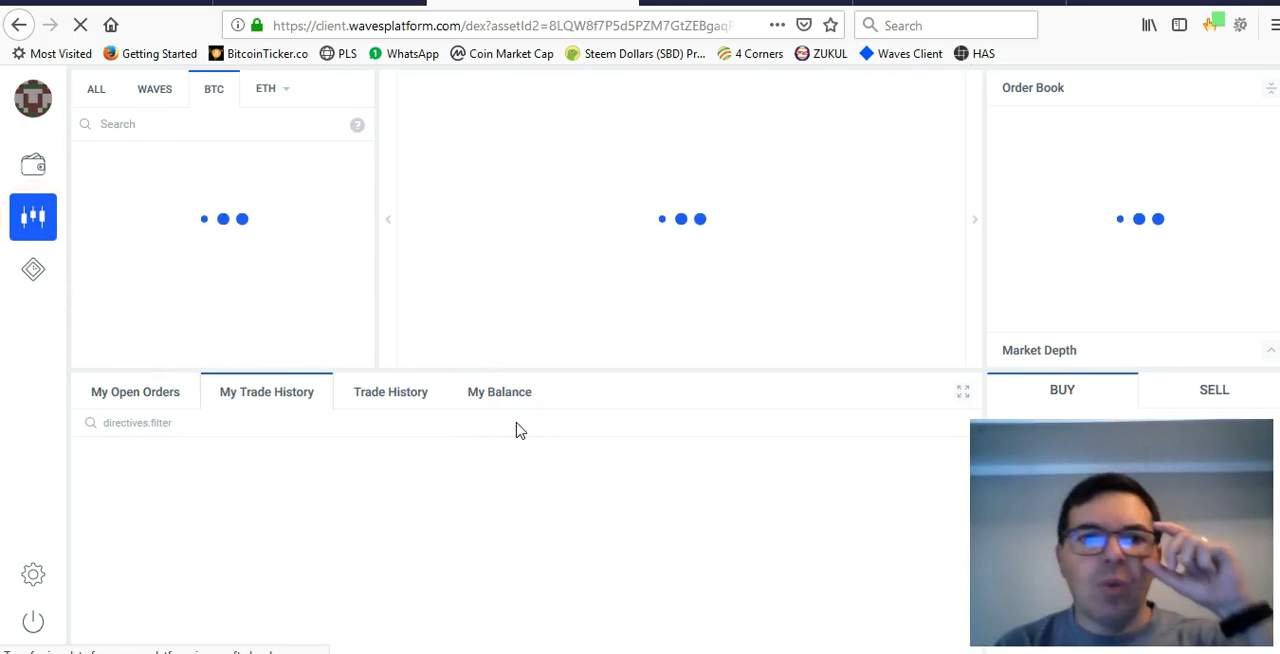 https://client.wavesplatform.com/dex?assetId2=8LQW8f7P5d5PZM7GtZEBgaq
Search
Most Visited Getting Started BitcoinTicker.co PLS WhatsApp Coin Market Cap Steem Dollars (SBD) Pr... 4 Corners ZUKUL Waves Client HAS
ALL WAVES BTC ETH
Order Book
Search ?
Market Depth
My Open Orders My Trade History Trade History My Balance
BUY SELL
directives.filter